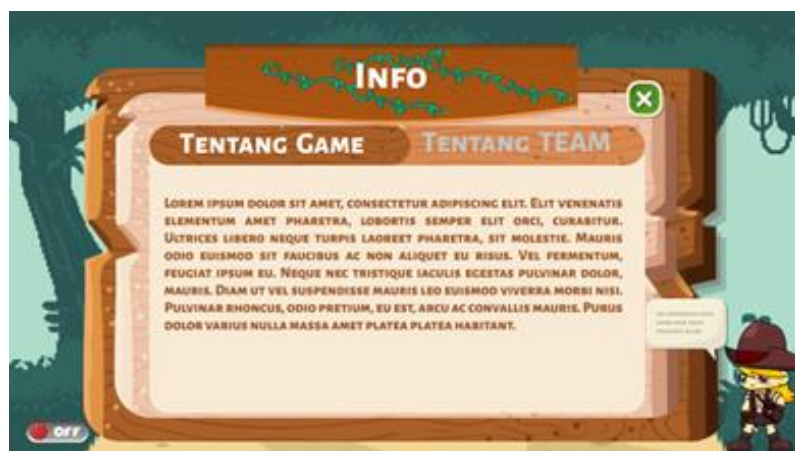 INFO
TENTANG GAME
TENTANG TEAM
LOREM IPSUM DOLOR SIT AMET, CONSECTETUR ADIPISCING ELIT. ELIT VENENATIS
ELEMENTUM AMET PHARETRA, LOBORTIS SEMPER ELIT ORCI, CURABITUR.
ULTRICES LIBERO NEQUE TURPIS LAOREET PHARETRA, SIT MOLESTIE. MAURIS
ODIO EUISMOD SIT FAUCIBUS AC NON ALIQUET EU RISUS. VEL FERMENTUM,
FEUGIAT IPSUM EU. NEQUE NEC TRISTIQUE IACULIS EGESTAS PULVINAR DOLOR,
MAURIS. DIAM UT VEL SUSPENDISSE MAURIS LEO EUISMOD VIVERRA MORBI NISI.
PULVINAR RHONCUS, ODIO PRETIUM, EU EST, ARCU AC CONVALLIS MAURIS. PURUS
DOLOR VARIUS NULLA MASSA AMET PLATEA PLATEA HABITANT.
OFF